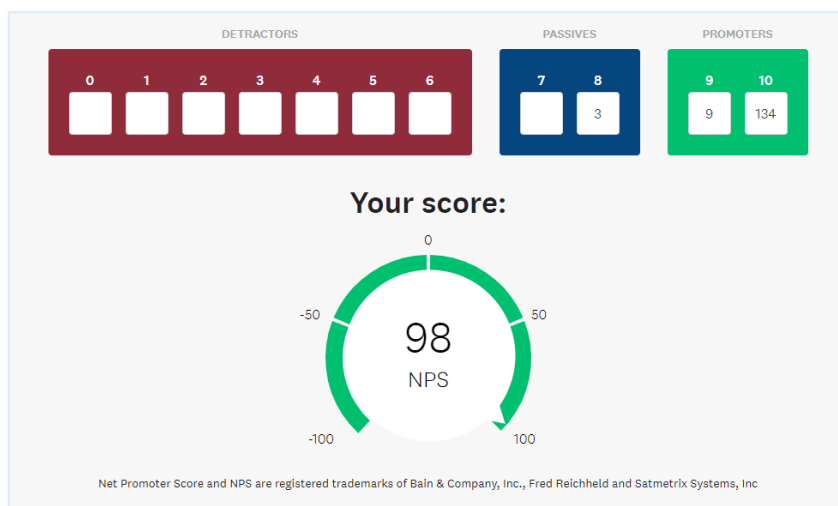 DETRACTORS PASSIVES PROMOTERS
0 1 2 3 4 5 6 7 8 9 10
3 9 134
Your score:
0
-50 50
98
NPS
-100 100
Net Promoter Score and NPS are registered trademarks of Bain & Company, Inc., Fred Reichheld and Satmetrix Systems, Inc